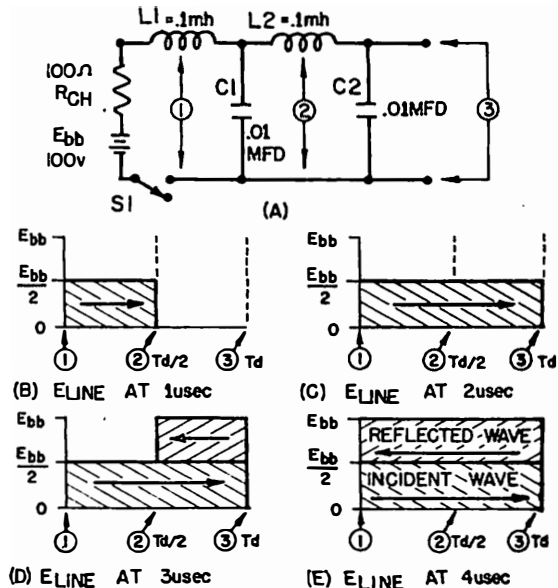 L1=.1mh L2=.1mh
100Ω
RCH
Ebb
100v
S1
1
C1
.01
MFD
2
C2
.01MFD
3
(A)
Ebb
Ebb/2
0
1
2 Td/2
3 Td
(B) ELINE AT 1usec
Ebb
Ebb/2
0
1
2 Td/2
3 Td
(C) ELINE AT 2usec
Ebb
Ebb/2
0
1
2 Td/2
3 Td
(D) ELINE AT 3usec
Ebb
Ebb/2
0
REFLECTED WAVE
INCIDENT WAVE
1
2 Td/2
3 Td
(E) ELINE AT 4usec